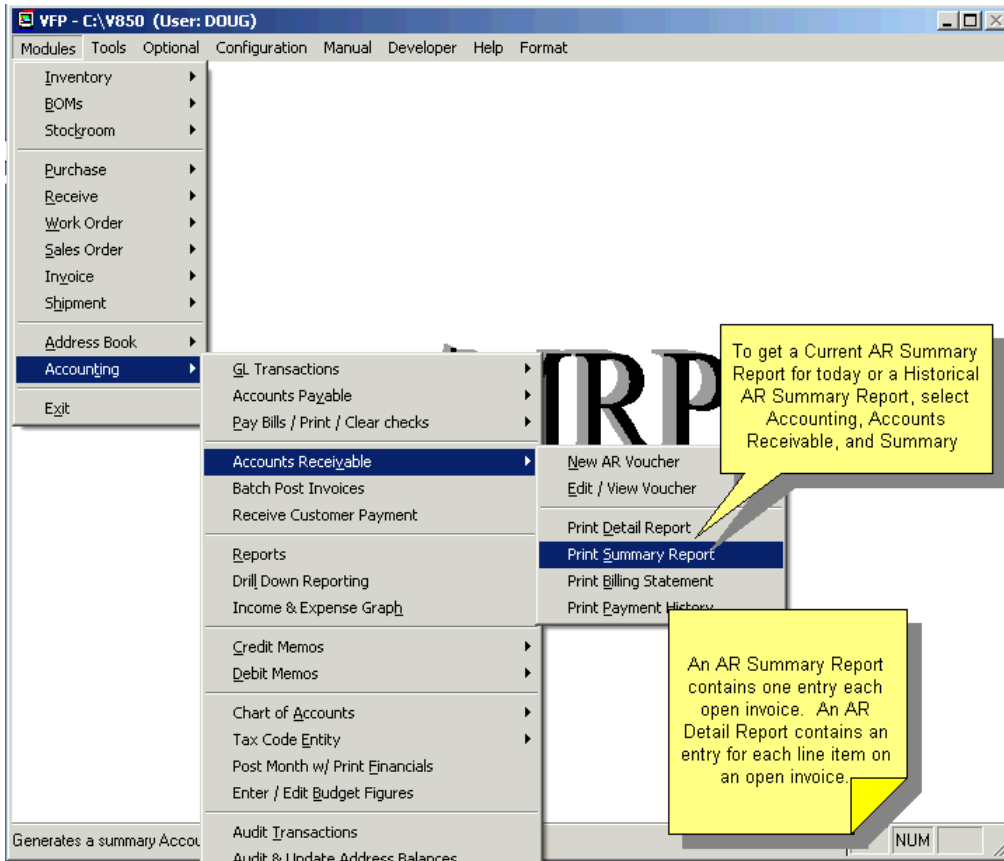 VFP - C:\V850 (User: DOUG)
Modules Tools Optional Configuration Manual Developer Help Format
Inventory
BOMs
Stockroom
Purchase
Receive
Work Order
Sales Order
Invoice
Shipment
Address Book
Accounting
Exit
GL Transactions
Accounts Payable
Pay Bills / Print / Clear checks
Accounts Receivable
Batch Post Invoices
Receive Customer Payment
Reports
Drill Down Reporting
Income & Expense Graph
Credit Memos
Debit Memos
Chart of Accounts
Tax Code Entity
Post Month w/ Print Financials
Enter / Edit Budget Figures
Audit Transactions
Audit & Update Address Balances
New AR Voucher
Edit / View Voucher
Print Detail Report
Print Summary Report
Print Billing Statement
Print Payment History
To get a Current AR Summary
Report for today or a Historical
AR Summary Report, select
Accounting, Accounts
Receivable, and Summary
An AR Summary Report
contains one entry each
open invoice. An AR
Detail Report contains an
entry for each line item on
an open invoice.
RP
Generates a summary Accou
NUM